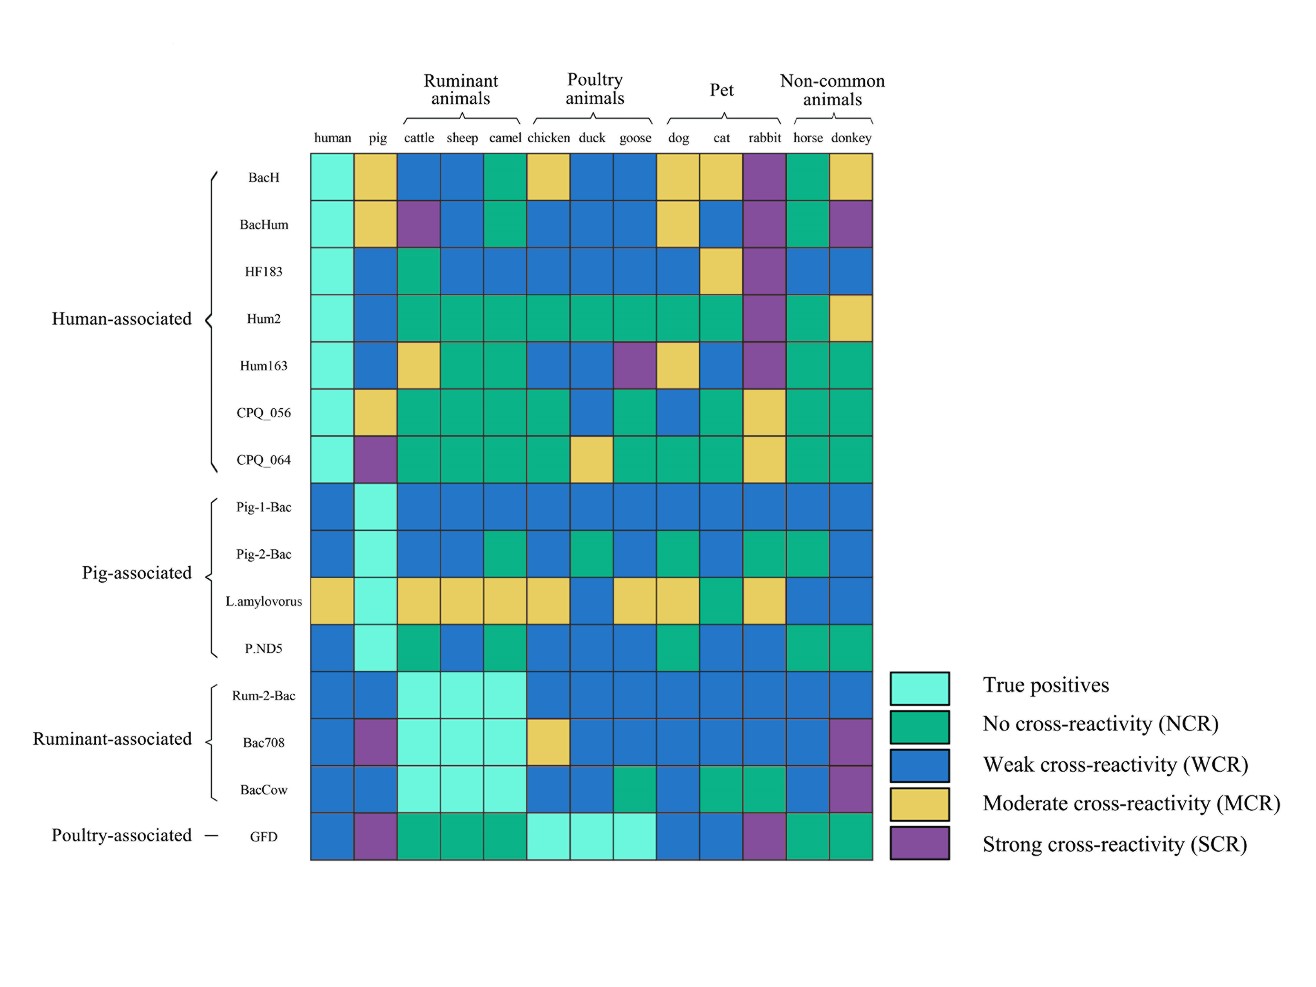 Ruminant
animals
Poultry
animals
Pet
Non-common
animals
human pig cattle sheep camel chicken duck goose dog cat rabbit horse donkey
BacH
BacHum
HF183
Human-associated Hum2
Hum163
CPQ_056
CPQ_064
Pig-1-Bac
Pig-2-Bac
Pig-associated
L.amylovorus
P.ND5
Rum-2-Bac
Ruminant-associated Bac708
BacCow
Poultry-associated GFD
True positives
No cross-reactivity (NCR)
Weak cross-reactivity (WCR)
Moderate cross-reactivity (MCR)
Strong cross-reactivity (SCR)